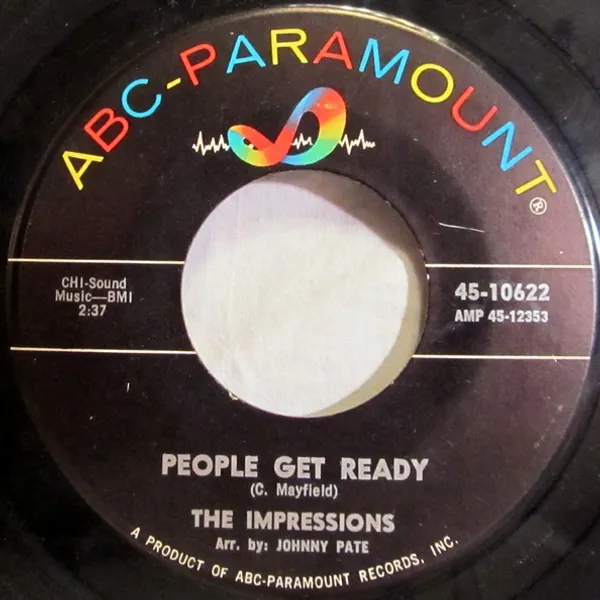 ABC-PARAMOUNT
®
CHI-Sound
Music—BMI
2:37
45-10622
AMP 45-12353
PEOPLE GET READY
(C. Mayfield)
THE IMPRESSIONS
Arr. by: JOHNNY PATE
A PRODUCT OF ABC-PARAMOUNT RECORDS, INC.